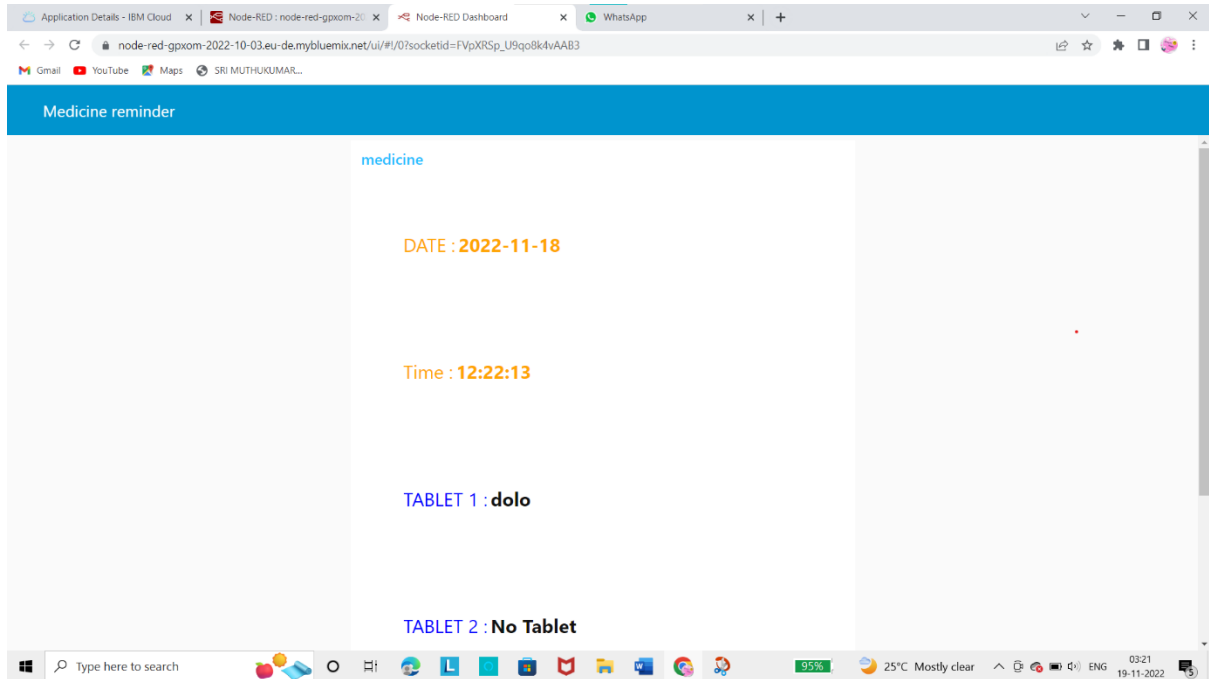 Application Details - IBM Cloud
Node-RED : node-red-gpxom-20
Node-RED Dashboard
WhatsApp
node-red-gpxom-2022-10-03.eu-de.mybluemix.net/ui/#!/0?socketid=FVpXRSp_U9qo8k4vAAB3
Gmail YouTube Maps SRI MUTHUKUMAR...
Medicine reminder
medicine
DATE : 2022-11-18
Time : 12:22:13
TABLET 1 : dolo
TABLET 2 : No Tablet
Type here to search
L
W
95%
25°C Mostly clear
ENG
03:21
19-11-2022
5